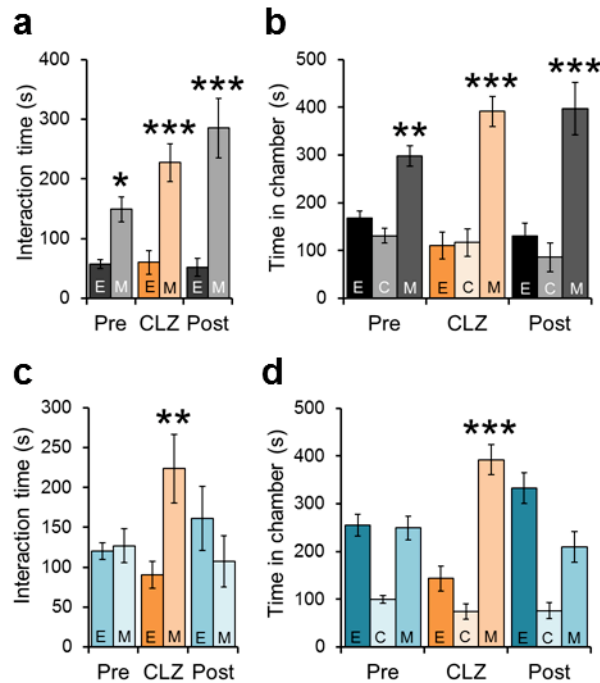 a
Interaction time (s)
400
300
200
100
0
*
***
***
E M E M E M
Pre CLZ Post
b
Time in chamber (s)
500
400
300
200
100
0
**
***
***
E C M E C M E C M
Pre CLZ Post
c
Interaction time (s)
300
250
200
150
100
50
0
**
E M E M E M
Pre CLZ Post
d
Time in chamber (s)
500
400
300
200
100
0
***
E C M E C M E C M
Pre CLZ Post